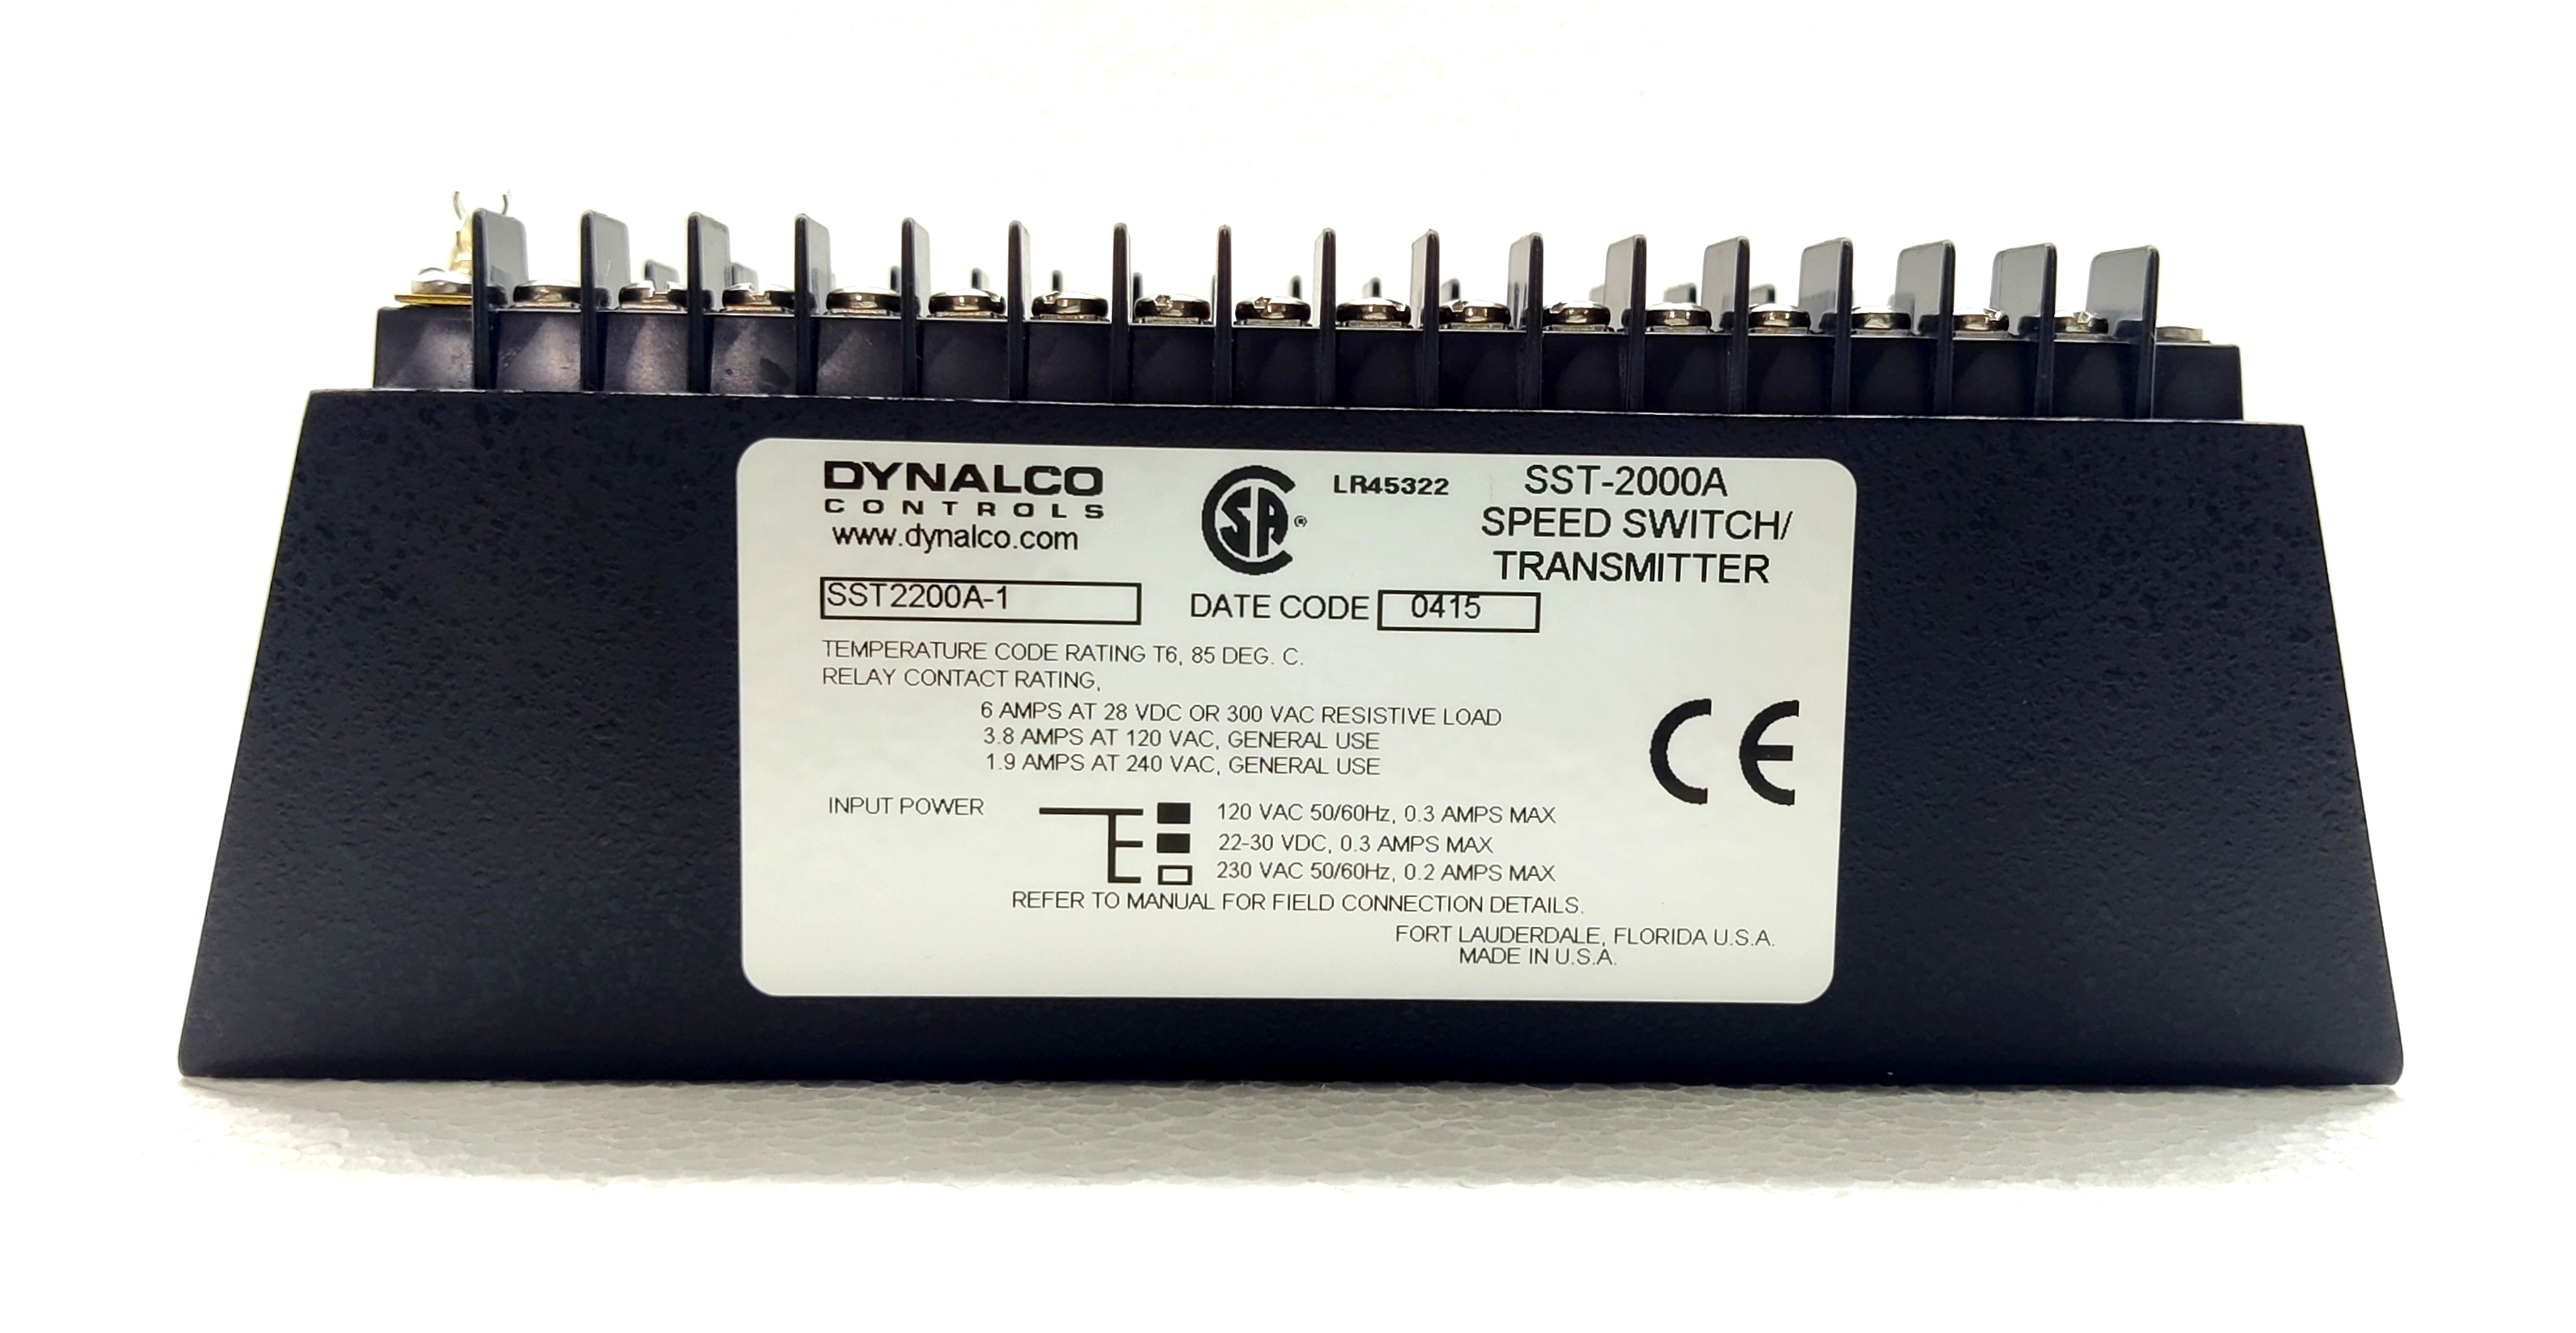 DYNALCO
CONTROLS
www.dynalco.com
SA ®
LR45322
SST-2000A
SPEED SWITCH/
TRANSMITTER
SST2200A-1
DATE CODE 0415
TEMPERATURE CODE RATING T6, 85 DEG. C.
RELAY CONTACT RATING,
6 AMPS AT 28 VDC OR 300 VAC RESISTIVE LOAD
3.8 AMPS AT 120 VAC, GENERAL USE
1.9 AMPS AT 240 VAC, GENERAL USE
CE
INPUT POWER
120 VAC 50/60Hz, 0.3 AMPS MAX
22-30 VDC, 0.3 AMPS MAX
230 VAC 50/60Hz, 0.2 AMPS MAX
REFER TO MANUAL FOR FIELD CONNECTION DETAILS.
FORT LAUDERDALE, FLORIDA U.S.A.
MADE IN U.S.A.